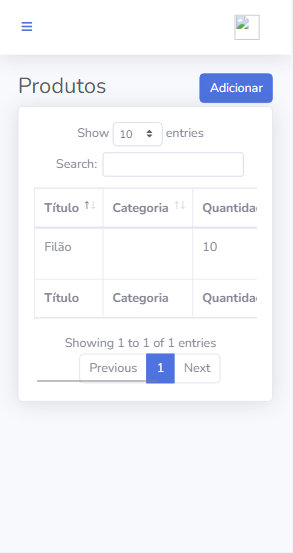 Produtos
Adicionar
Show 10 entries
Search:
Título Categoria Quantidad
Filão 10
Título Categoria Quantidad
Showing 1 to 1 of 1 entries
Previous 1 Next